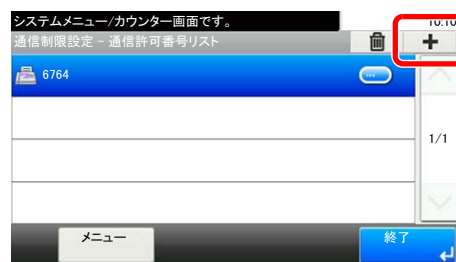 システムメニュー/カウンター画面です。
10:10
通信制限設定 - 通信許可番号リスト
6764
1/1
メニュー
終了